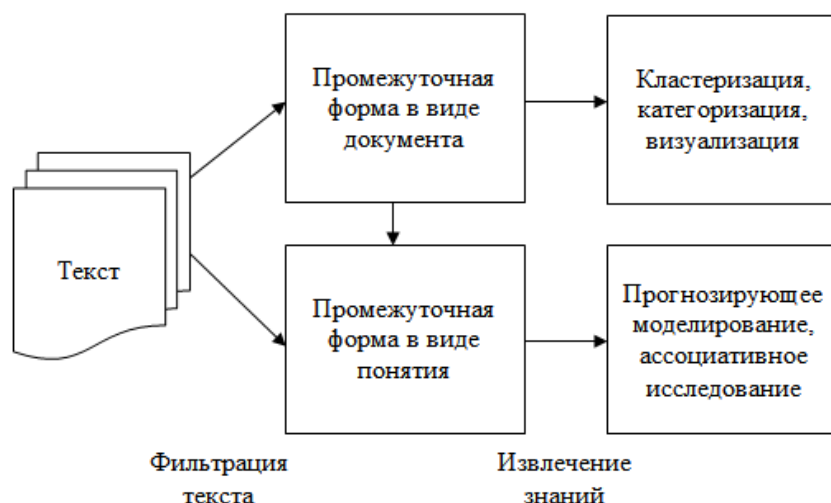 Промежуточная
форма в виде
документа
Кластеризация,
категоризация,
визуализация
Текст
Промежуточная
форма в виде
понятия
Прогнозирующее
моделирование,
ассоциативное
исследование
Фильтрация
текста
Извлечение
знаний